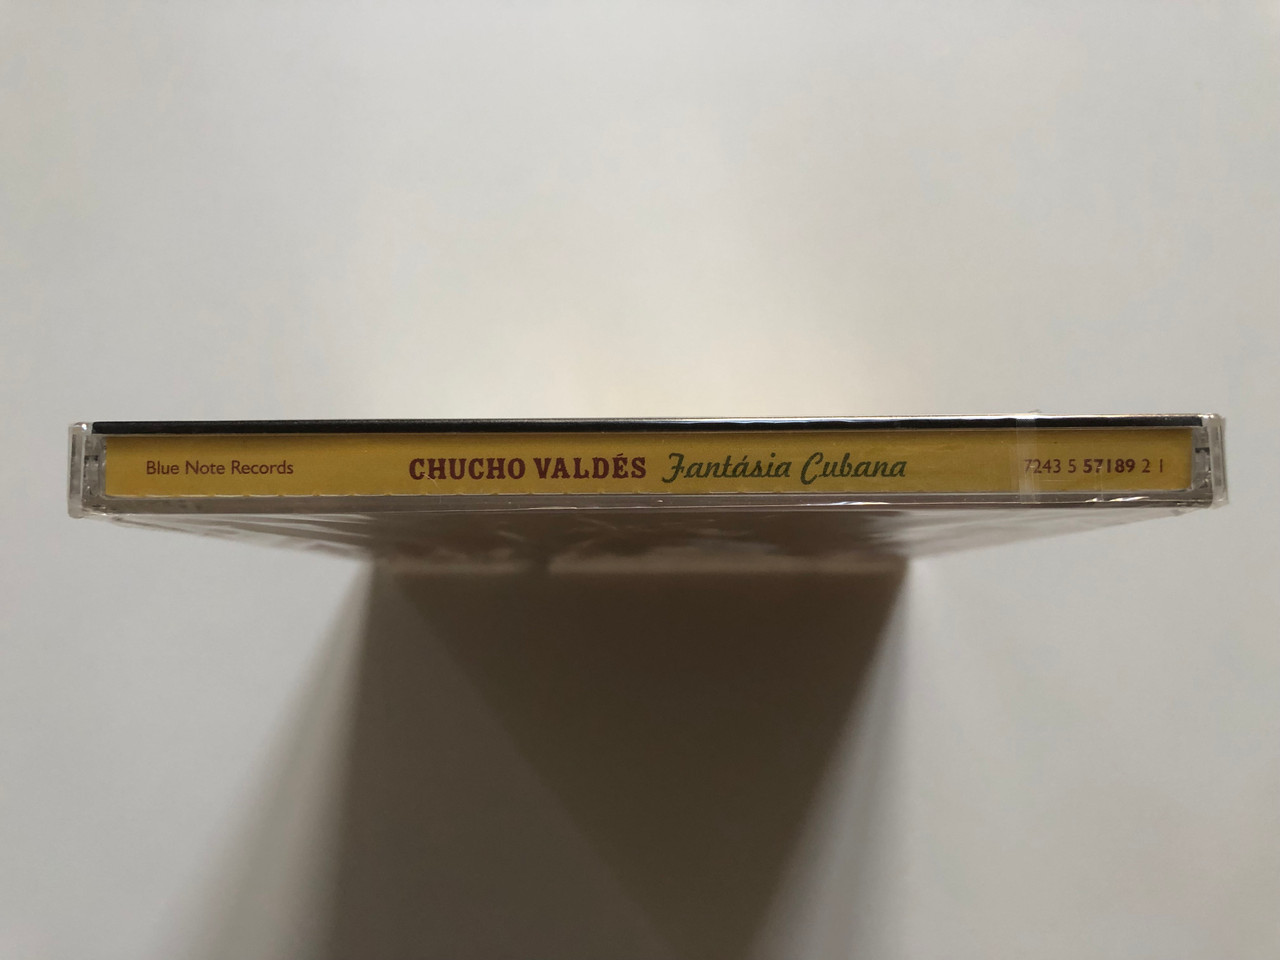 Blue Note Records CHUCHO VALDÉS Fantásia Cubana 7243 5 57189 2 1